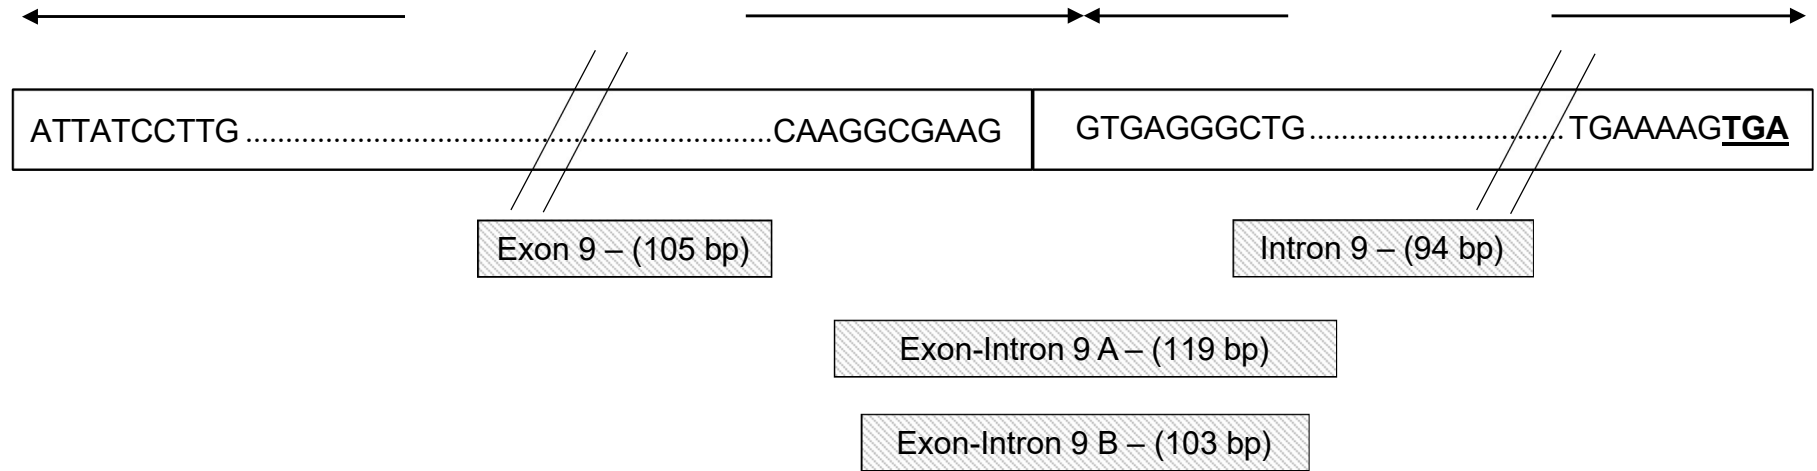 ATTATCCTTG........................................................................CAAGGCGAAG GTGAGGGCTG...................................TGAAAAGTGA
Exon 9 – (105 bp) Intron 9 – (94 bp)
Exon-Intron 9 A – (119 bp)
Exon-Intron 9 B – (103 bp)